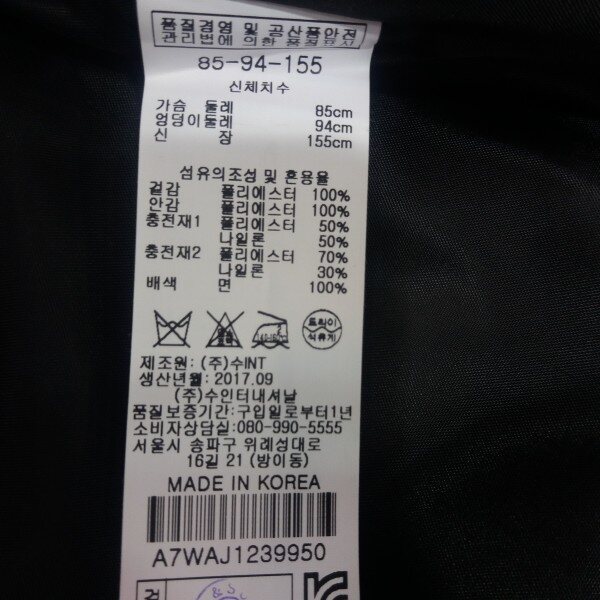 품질경영 및 공산품안전
관리법에 의한 품질표시
85-94-155
신체치수
가슴 둘레 85cm
엉덩이둘레 94cm
신 장 155cm
섬유의조성 및 혼용율
겉감 폴리에스터 100%
안감 폴리에스터 100%
충전재1 폴리에스터 50%
나일론 50%
충전재2 폴리에스터 70%
나일론 30%
배색 면 100%
드라이
석유계
제조원: (주)수INT
생산년월: 2017.09
(주)수인터내셔날
품질보증기간:구입일로부터1년
소비자상담실:080-990-5555
서울시 송파구 위례성대로
16길 21 (방이동)
MADE IN KOREA
A7WAJ1239950
검